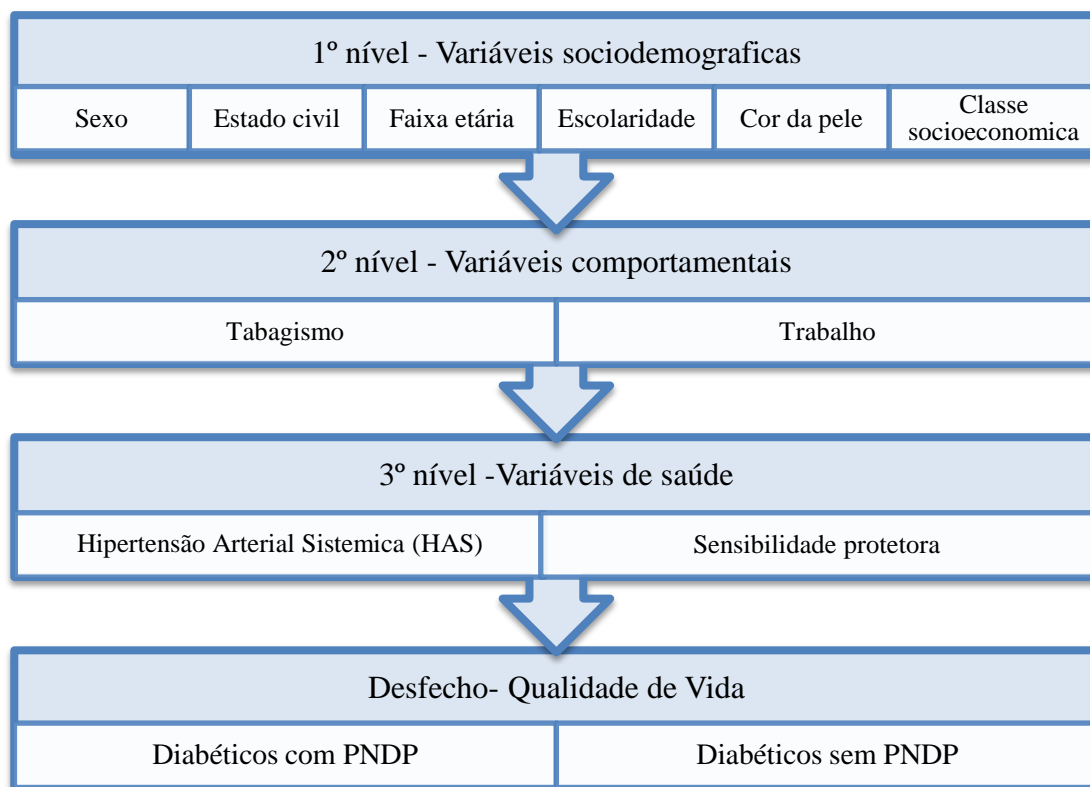 1º nível - Variáveis sociodemograficas
Sexo
Estado civil
Faixa etária
Escolaridade
Cor da pele
Classe
socioeconomica
2º nível - Variáveis comportamentais
Tabagismo
Trabalho
3º nível -Variáveis de saúde
Hipertensão Arterial Sistemica (HAS)
Sensibilidade protetora
Desfecho- Qualidade de Vida
Diabéticos com PNDP
Diabéticos sem PNDP